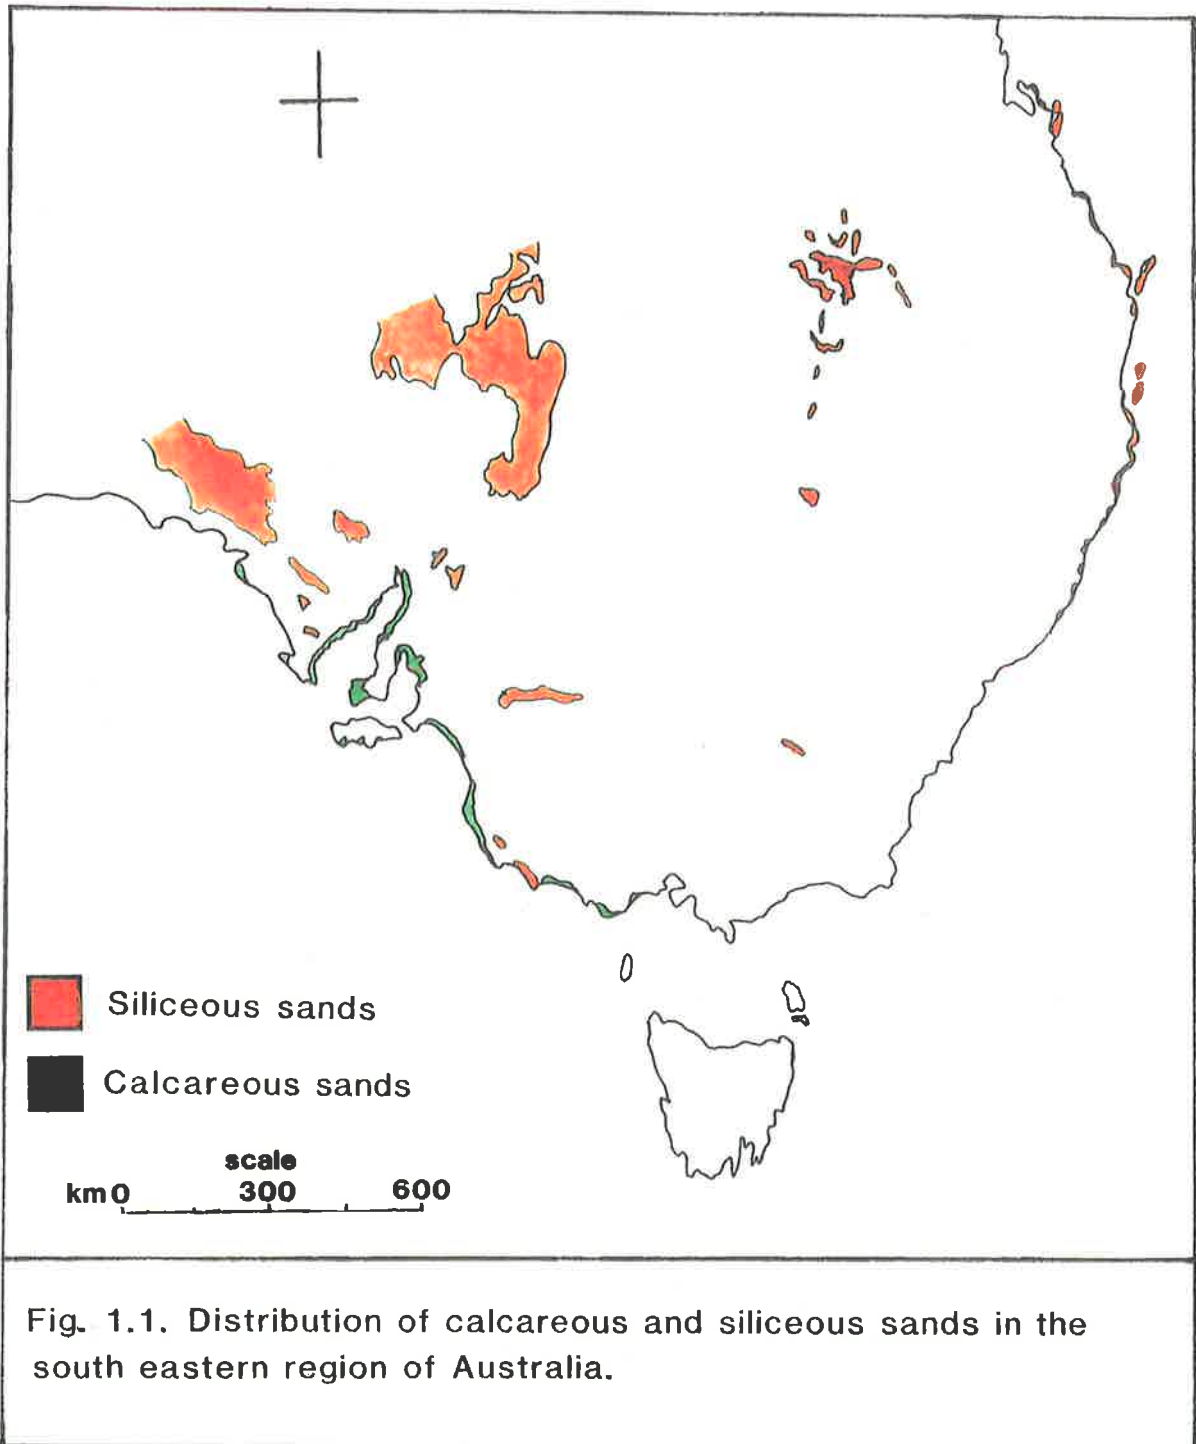 Siliceous sands
Calcareous sands
scale
km 0 300 600
Fig. 1.1. Distribution of calcareous and siliceous sands in the
south eastern region of Australia.